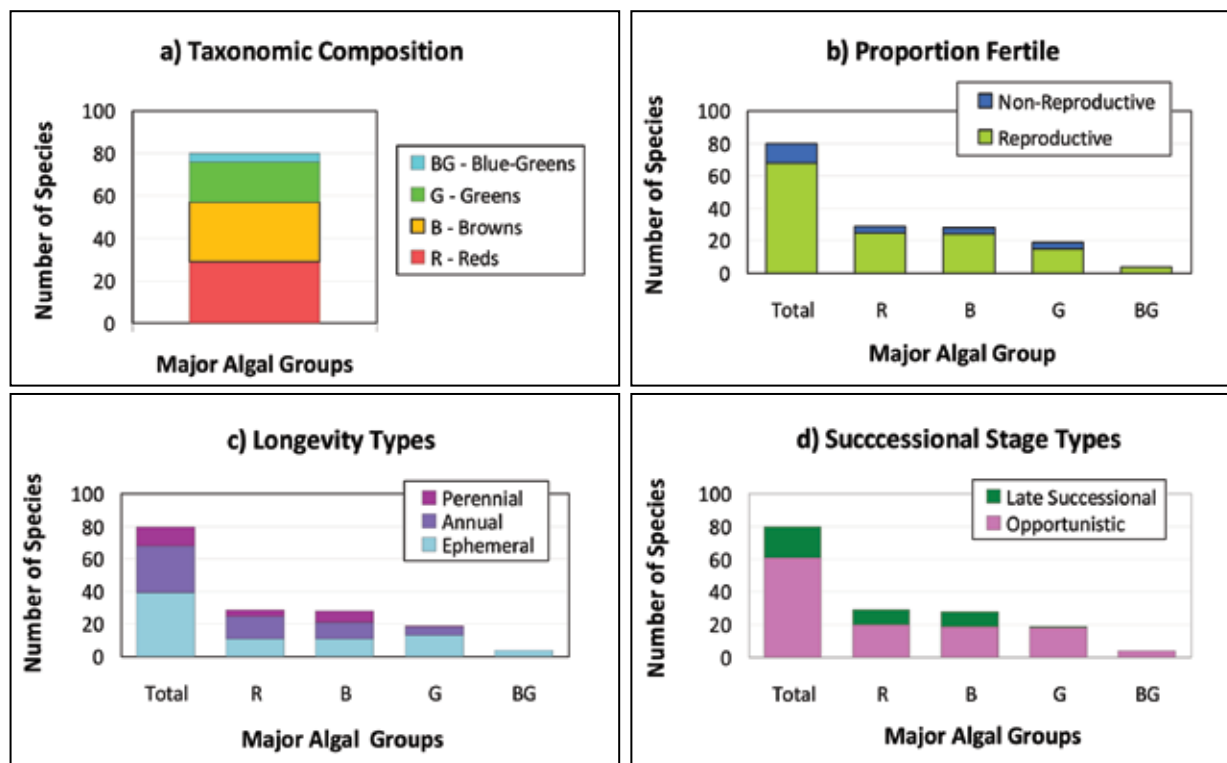 a) Taxonomic Composition
Number of Species
100
80
60
40
20
0
Major Algal Groups
BG - Blue-Greens
G - Greens
B - Browns
R - Reds
b) Proportion Fertile
Number of Species
100
80
60
40
20
0
Non-Reproductive
Reproductive
Total R B G BG
Major Algal Group
c) Longevity Types
Number of Species
100
80
60
40
20
0
Perennial
Annual
Ephemeral
Total R B G BG
Major Algal Groups
d) Succcessional Stage Types
Number of Species
100
80
60
40
20
0
Late Successional
Opportunistic
Total R B G BG
Major Algal Groups